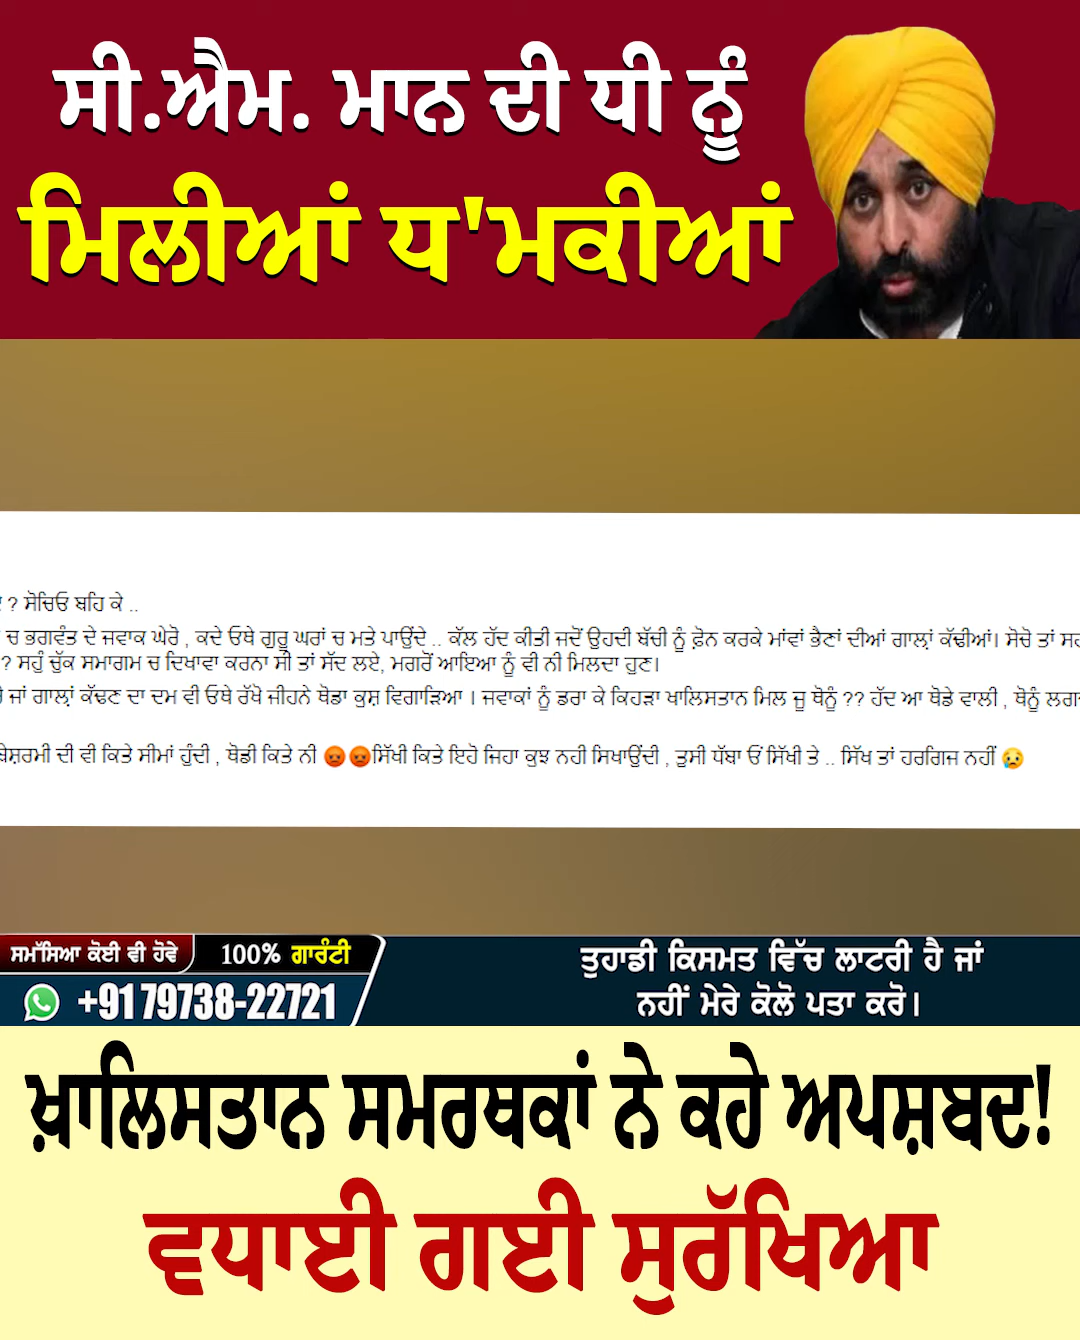 ਸੀ.ਐਮ. ਮਾਨ ਦੀ ਧੀ ਨੂੰ
ਮਿਲੀਆਂ ਧ'ਮਕੀਆਂ
? ਸੋਚਿਓ ਬਹਿ ਕੇ ..
ਚ ਭਗਵੰਤ ਦੇ ਜਵਾਕ ਘੇਰੋ , ਕਦੇ ਓਥੇ ਗੁਰੂ ਘਰਾਂ ਚ ਮਤੇ ਪਾਉਂਦੇ .. ਕੱਲ ਹੱਦ ਕੀਤੀ ਜਦੋਂ ਉਹਦੀ ਬੱਚੀ ਨੂੰ ਫ਼ੋਨ ਕਰਕੇ ਮਾਂਵਾਂ ਭੈਣਾਂ ਦੀਆਂ ਗਾਲ੍ਹਾਂ ਕੱਢੀਆਂ। ਸੋਚੋ ਤਾਂ
? ਸਹੁੰ ਚੁੱਕ ਸਮਾਗਮ ਚ ਦਿਖਾਵਾ ਕਰਨਾ ਸੀ ਤਾਂ ਸੱਦ ਲਏ, ਮਗਰੋਂ ਆਇਆ ਨੂੰ ਵੀ ਨੀ ਮਿਲਦਾ ਹੁਣ।
ਜਾਂ ਗਾਲ੍ਹਾਂ ਕੱਢਣ ਦਾ ਦਮ ਵੀ ਓਥੇ ਰੱਖੋ ਜੀਹਨੇ ਥੋਡਾ ਕੁਸ਼ ਵਿਗਾੜਿਆ । ਜਵਾਕਾਂ ਨੂੰ ਡਰਾ ਕੇ ਕਿਹੜਾ ਖਾਲਿਸਤਾਨ ਮਿਲ ਜੂ ਥੋਨੂੰ ?? ਹੱਦ ਆ ਥੋਡੇ ਵਾਲੀ , ਥੋਨੂੰ
ਬੇਸ਼ਰਮੀ ਦੀ ਵੀ ਕਿਤੇ ਸੀਮਾਂ ਹੁੰਦੀ , ਥੋਡੀ ਕਿਤੇ ਨੀ 😡😡ਸਿੱਖੀ ਕਿਤੇ ਇਹੋ ਜਿਹਾ ਕੁਝ ਨਹੀ ਸਿਖਾਉਂਦੀ , ਤੁਸੀ ਧੱਬਾ ਓਂ ਸਿੱਖੀ ਤੇ .. ਸਿੱਖ ਤਾਂ ਹਰਗਿਜ ਨਹੀਂ 😥
ਸਮੱਸਿਆ ਕੋਈ ਵੀ ਹੋਵੇ 100% ਗਾਰੰਟੀ
+91 79738-22721
ਤੁਹਾਡੀ ਕਿਸਮਤ ਵਿੱਚ ਲਾਟਰੀ ਹੈ ਜਾਂ
ਨਹੀਂ ਮੇਰੇ ਕੋਲੋ ਪਤਾ ਕਰੋ।
ਖ਼ਾਲਿਸਤਾਨ ਸਮਰਥਕਾਂ ਨੇ ਕਹੇ ਅਪਸ਼ਬਦ!
ਵਧਾਈ ਗਈ ਸੁਰੱਖਿਆ